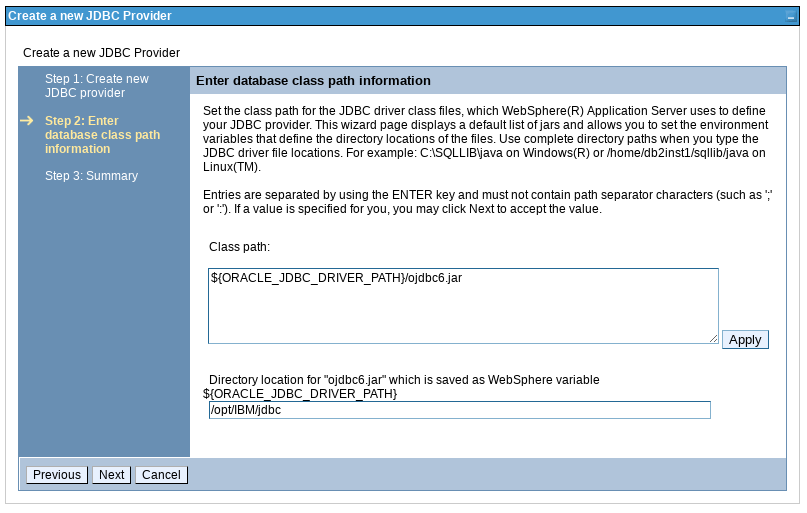 Create a new JDBC Provider
Create a new JDBC Provider
Step 1: Create new
JDBC provider
Step 2: Enter
database class path
information
Step 3: Summary
Enter database class path information
Set the class path for the JDBC driver class files, which WebSphere(R) Application Server uses to define
your JDBC provider. This wizard page displays a default list of jars and allows you to set the environment
variables that define the directory locations of the files. Use complete directory paths when you type the
JDBC driver file locations. For example: C:\SQLLIB\java on Windows(R) or /home/db2inst1/sqllib/java on
Linux(TM).
Entries are separated by using the ENTER key and must not contain path separator characters (such as ';'
or ':'). If a value is specified for you, you may click Next to accept the value.
Class path:
${ORACLE_JDBC_DRIVER_PATH}/ojdbc6.jar
Apply
Directory location for "ojdbc6.jar" which is saved as WebSphere variable
${ORACLE_JDBC_DRIVER_PATH}
/opt/IBM/jdbc
Previous Next Cancel